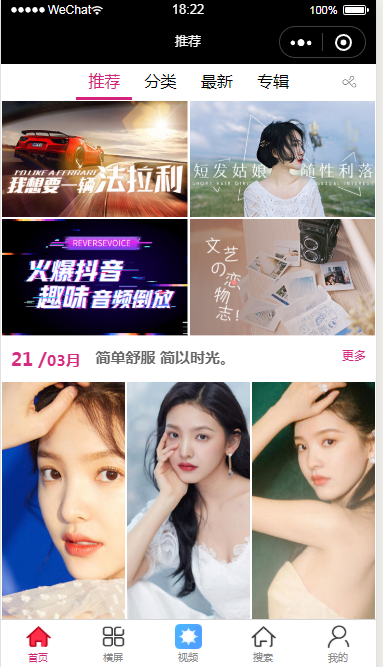 WeChat
18:22
100%
推荐
推荐 分类 最新 专辑
I'D LIKE A FERRARI
我想要一辆法拉利
短发姑娘 随性利落
REVERSEVOICE
火爆抖音
趣味音频倒放
文艺
の恋
物
志!
21 /03月 简单舒服 简以时光。 更多
首页 横屏 视频 搜索 我的